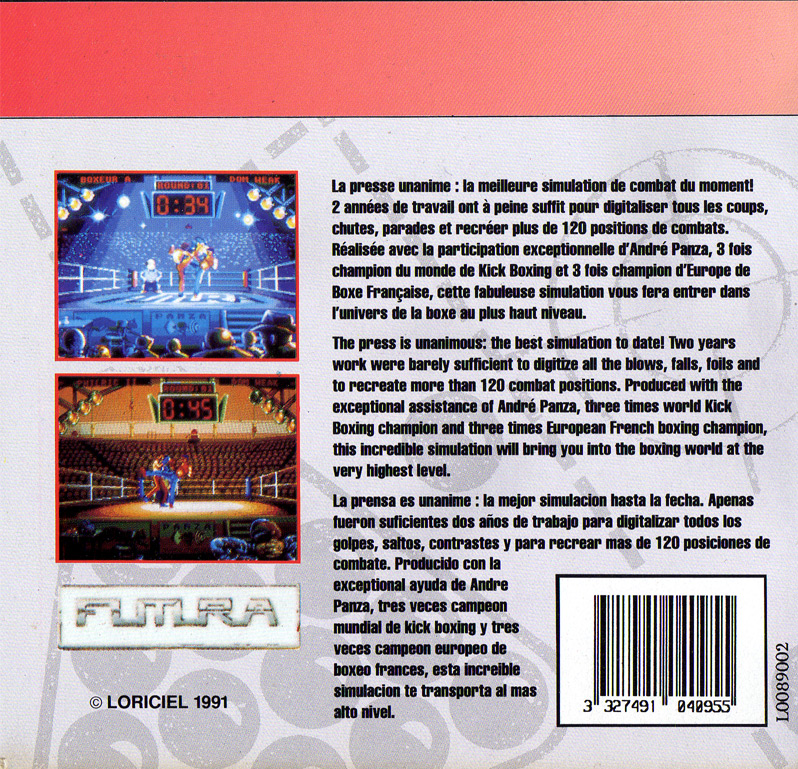 BOXEUR A
DOM WEAK
ROUND:02
0:34
PANZA
La presse unanime : la meilleure simulation de combat du moment!
2 années de travail ont à peine suffit pour digitaliser tous les coups,
chutes, parades et recréer plus de 120 positions de combats.
Réalisée avec la participation exceptionnelle d'André Panza, 3 fois
champion du monde de Kick Boxing et 3 fois champion d'Europe de
Boxe Française, cette fabuleuse simulation vous fera entrer dans
l'univers de la boxe au plus haut niveau.
The press is unanimous: the best simulation to date! Two years
work were barely sufficient to digitize all the blows, falls, foils and
to recreate more than 120 combat positions. Produced with the
exceptional assistance of André Panza, three times world Kick
Boxing champion and three times European French boxing champion,
this incredible simulation will bring you into the boxing world at the
very highest level.
DOM WEAK
0:45
PANZA
La prensa es unanime : la mejor simulacion hasta la fecha. Apenas
fueron suficientes dos años de trabajo para digitalizar todos los
golpes, saltos, contrastes y para recrear mas de 120 posiciones de
combate. Producido con la
exceptional ayuda de Andre
Panza, tres veces campeon
mundial de kick boxing y tres
veces campeon europeo de
boxeo frances, esta increible
simulacion te transporta al mas
alto nivel.
FUTURA
© LORICIEL 1991
3 327491 040955
L0089002